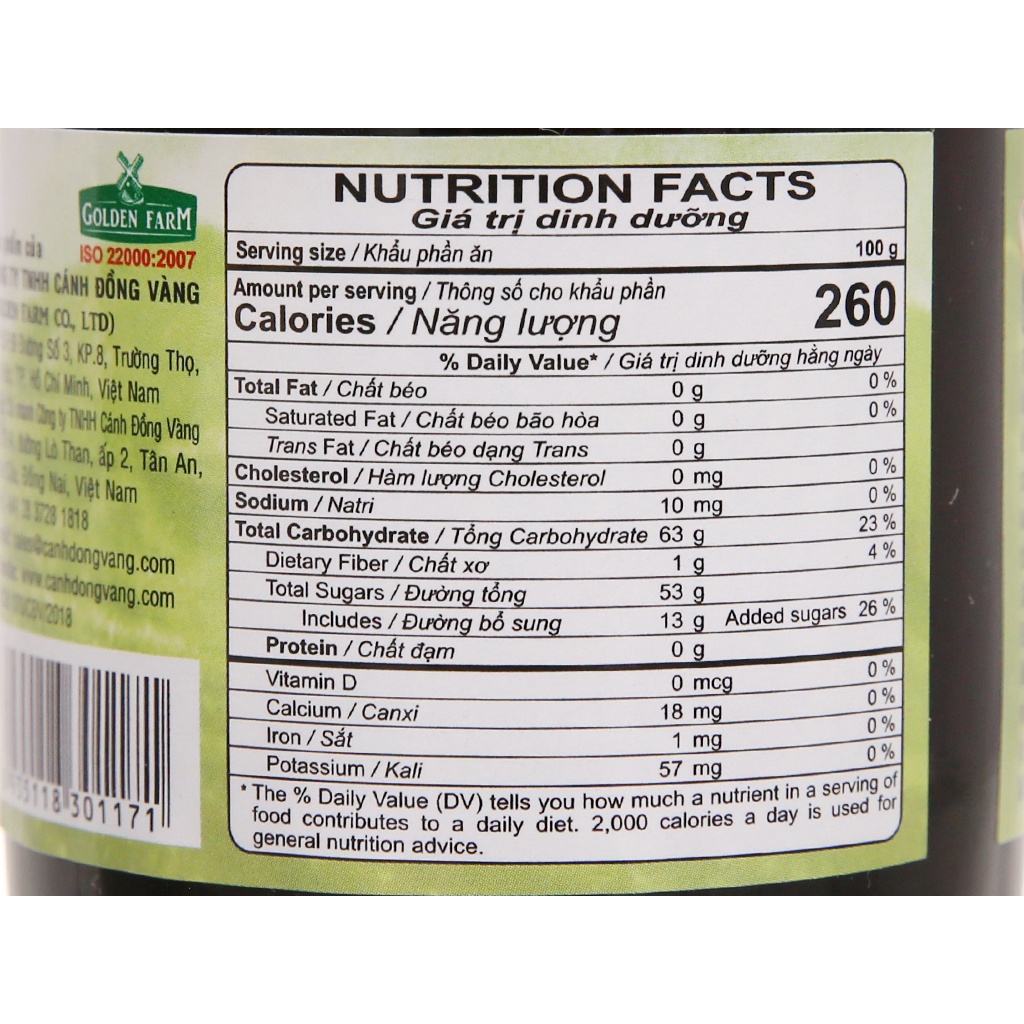 GOLDEN FARM
ISO 22000:2007
TNHH CÁNH ĐỒNG VÀNG
FARM CO., LTD)
Đường Số 3, KP.8, Trường Thọ,
TP. Hồ Chí Minh, Việt Nam
Công ty TNHH Cánh Đồng Vàng
đường Lò Than, ấp 2, Tân An,
Đồng Nai, Việt Nam
3728 1818
sales@canhdongvang.com
www.canhdongvang.com
/2018
118 301171
NUTRITION FACTS
Giá trị dinh dưỡng
Serving size / Khẩu phần ăn 100 g
Amount per serving / Thông số cho khẩu phần
Calories / Năng lượng 260
% Daily Value* / Giá trị dinh dưỡng hằng ngày
Total Fat / Chất béo 0 g 0 %
Saturated Fat / Chất béo bão hòa 0 g 0 %
Trans Fat / Chất béo dạng Trans 0 g
Cholesterol / Hàm lượng Cholesterol 0 mg 0 %
Sodium / Natri 10 mg 0 %
Total Carbohydrate / Tổng Carbohydrate 63 g 23 %
Dietary Fiber / Chất xơ 1 g 4 %
Total Sugars / Đường tổng 53 g
Includes / Đường bổ sung 13 g Added sugars 26 %
Protein / Chất đạm 0 g
Vitamin D 0 mcg 0 %
Calcium / Canxi 18 mg 0 %
Iron / Sắt 1 mg 0 %
Potassium / Kali 57 mg 0 %
* The % Daily Value (DV) tells you how much a nutrient in a serving of
food contributes to a daily diet. 2,000 calories a day is used for
general nutrition advice.